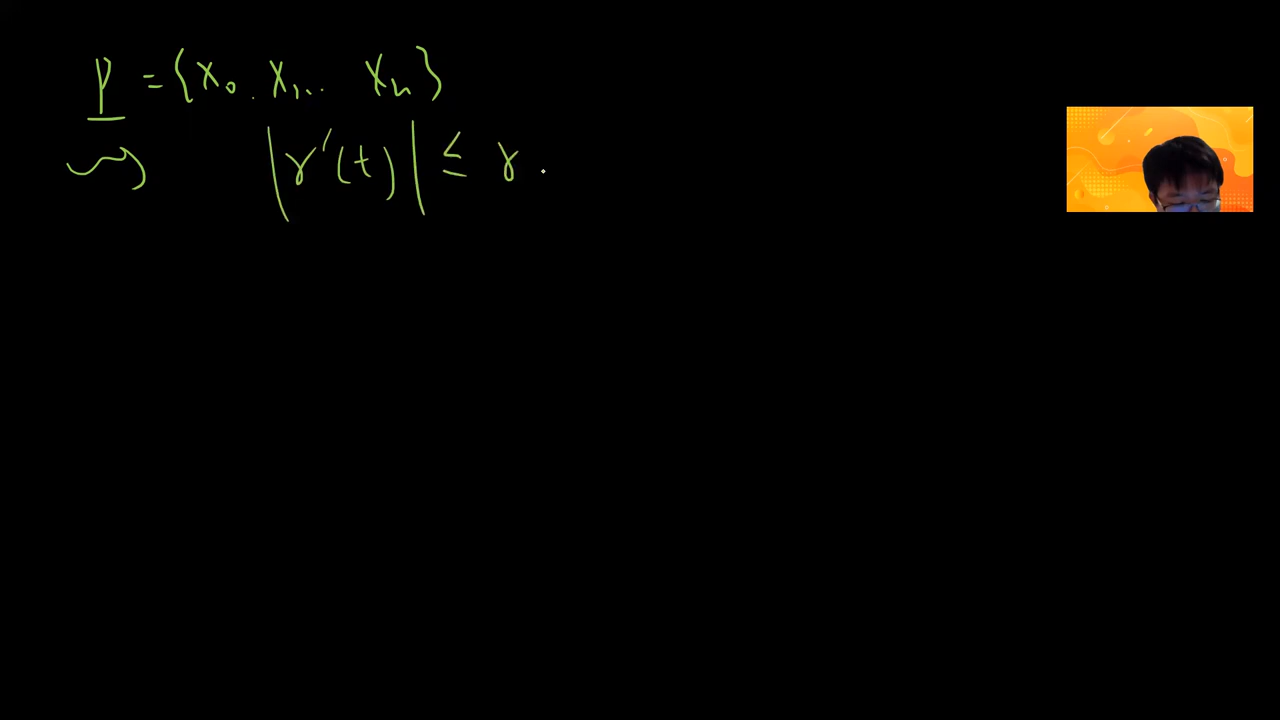 P = {x₀, x₁.. xₙ}
|γ'(t)| ≤ γ